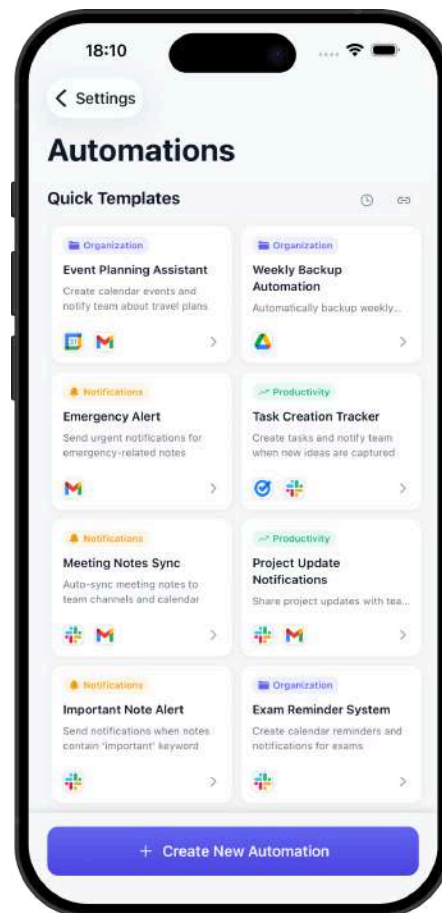 18:10
Settings
Automations
Quick Templates
Organization
Event Planning Assistant
Create calendar events and
notify team about travel plans
31
Organization
Weekly Backup
Automation
Automatically backup weekly...
Notifications
Emergency Alert
Send urgent notifications for
emergency-related notes
Productivity
Task Creation Tracker
Create tasks and notify team
when new ideas are captured
Notifications
Meeting Notes Sync
Auto-sync meeting notes to
team channels and calendar
Productivity
Project Update
Notifications
Share project updates with tea...
Notifications
Important Note Alert
Send notifications when notes
contain 'important' keyword
Organization
Exam Reminder System
Create calendar reminders and
notifications for exams
+ Create New Automation